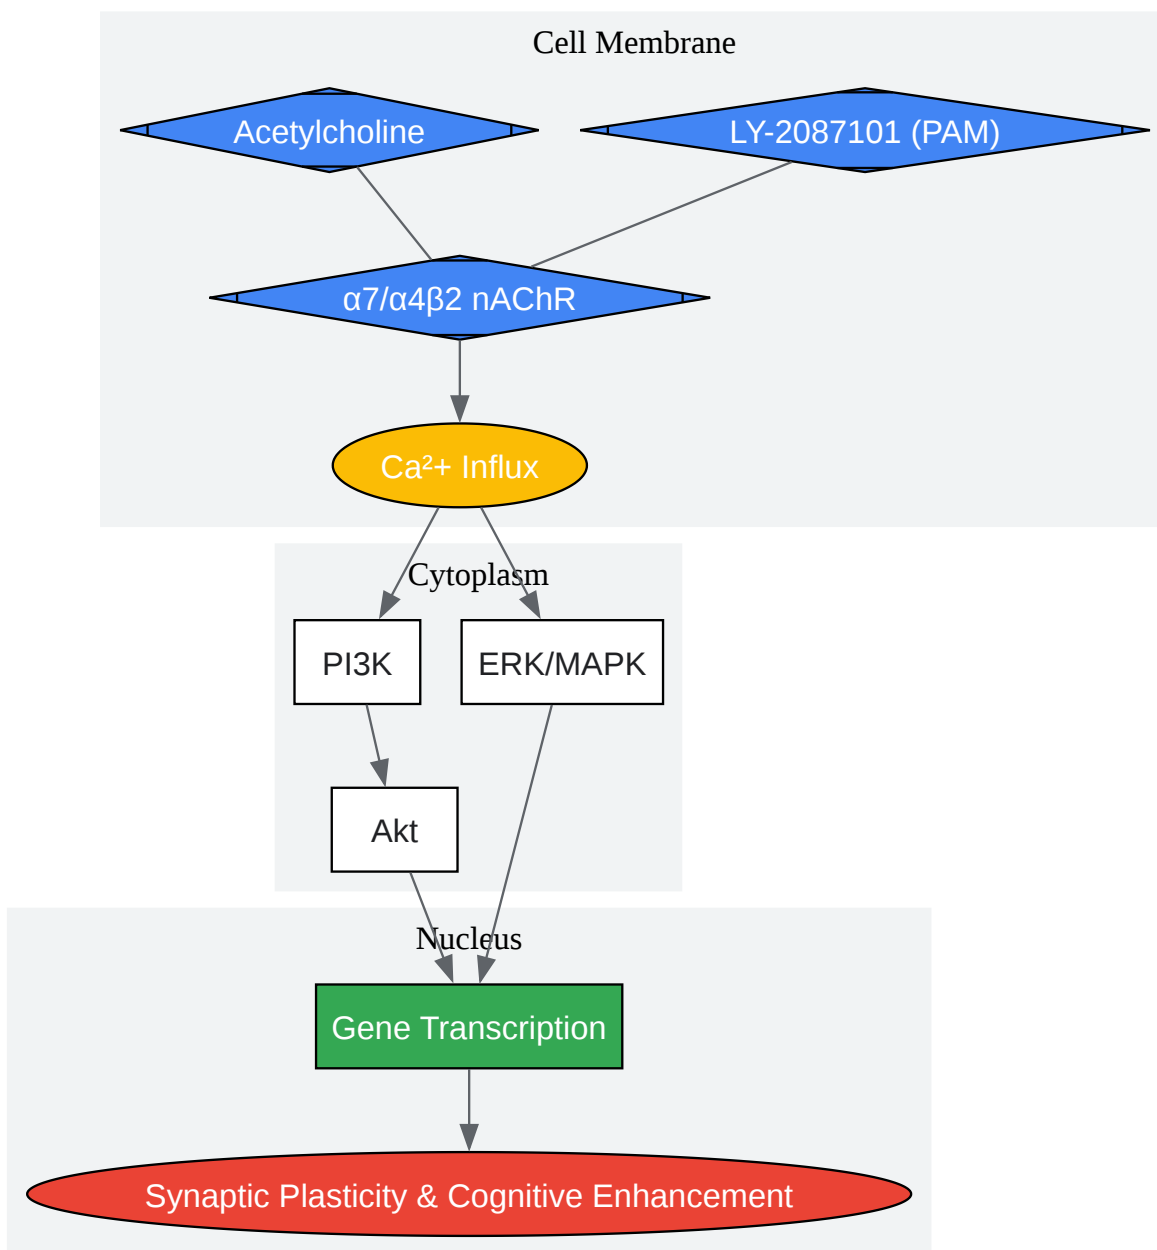 Cell Membrane
Acetylcholine
LY-2087101 (PAM)
α7/α4β2 nAChR
Ca²+ Influx
Cytoplasm
PI3K
ERK/MAPK
Akt
Nucleus
Gene Transcription
Synaptic Plasticity & Cognitive Enhancement